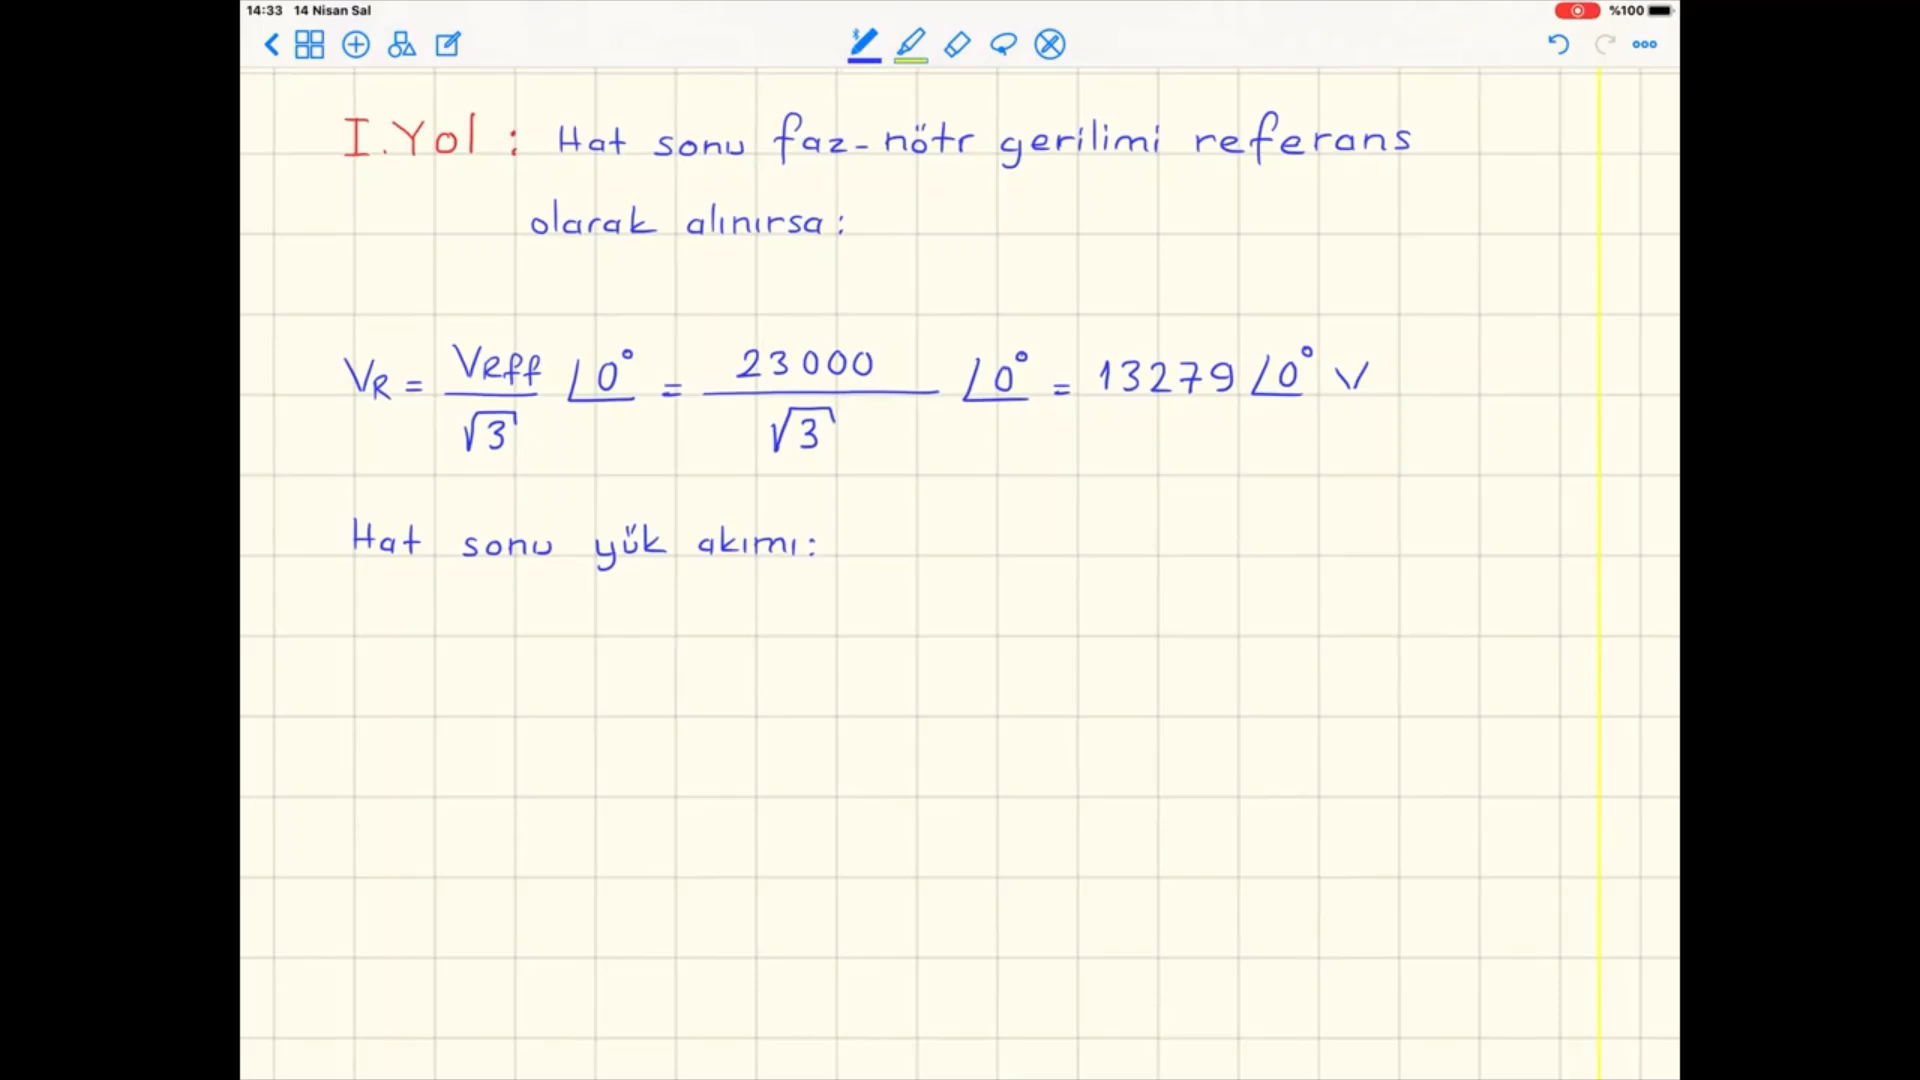 14:33 14 Nisan Sal %100
I.Yol : Hat sonu faz-nötr gerilimi referans
olarak alınırsa:
VR = Veff/√3 ∠0° = 23000/√3 ∠0° = 13279 ∠0° V
Hat sonu yük akımı: